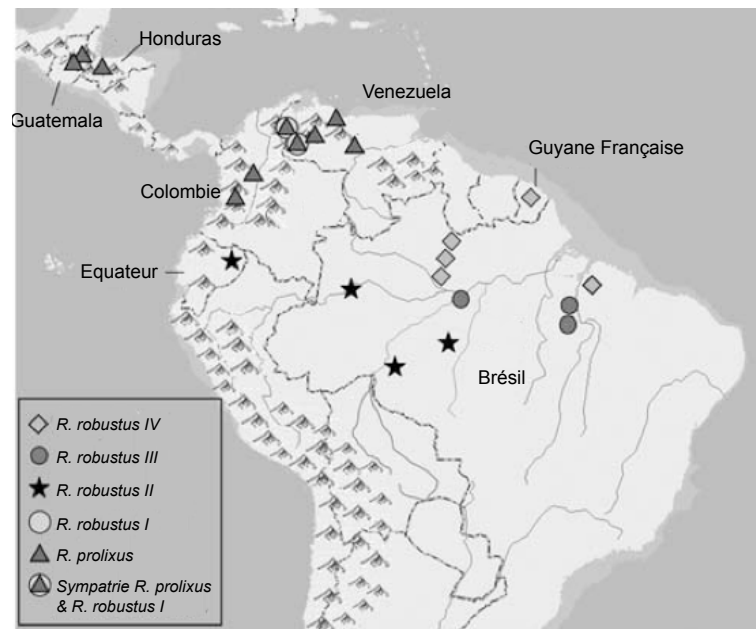 Honduras
Guatemala
Venezuela
Guyane Française
Colombie
Equateur
Brésil
R. robustus IV
R. robustus III
R. robustus II
R. robustus I
R. prolixus
Sympatrie R. prolixus
& R. robustus I